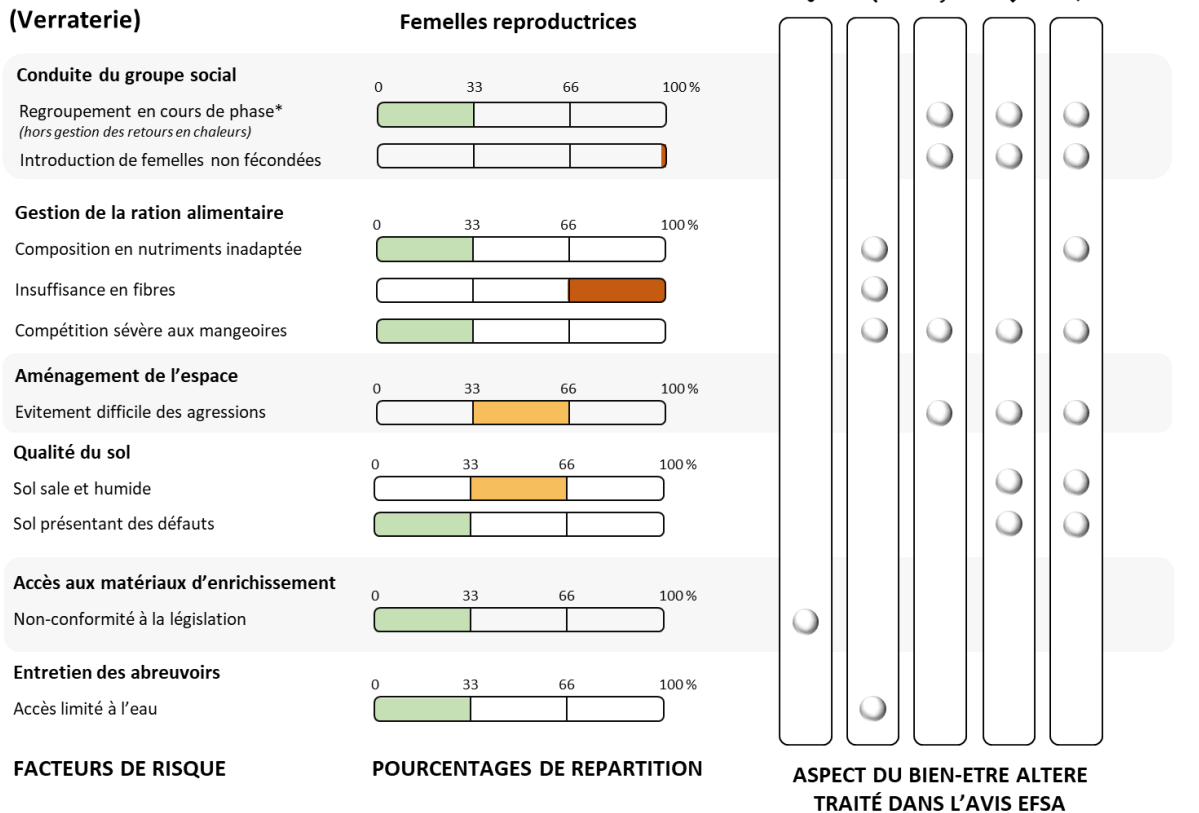 (Verraterie)
Femelles reproductrices
Conduite du groupe social
0 33 66 100 %
Regroupement en cours de phase*
(hors gestion des retours en chaleurs)
Introduction de femelles non fécondées
Gestion de la ration alimentaire
0 33 66 100 %
Composition en nutriments inadaptée
Insuffisance en fibres
Compétition sévère aux mangeoires
Aménagement de l'espace
0 33 66 100 %
Evitement difficile des agressions
Qualité du sol
0 33 66 100 %
Sol sale et humide
Sol présentant des défauts
Accès aux matériaux d'enrichissement
0 33 66 100 %
Non-conformité à la législation
Entretien des abreuvoirs
0 33 66 100 %
Accès limité à l'eau
FACTEURS DE RISQUE
POURCENTAGES DE REPARTITION
ASPECT DU BIEN-ETRE ALTERE
TRAITÉ DANS L'AVIS EFSA